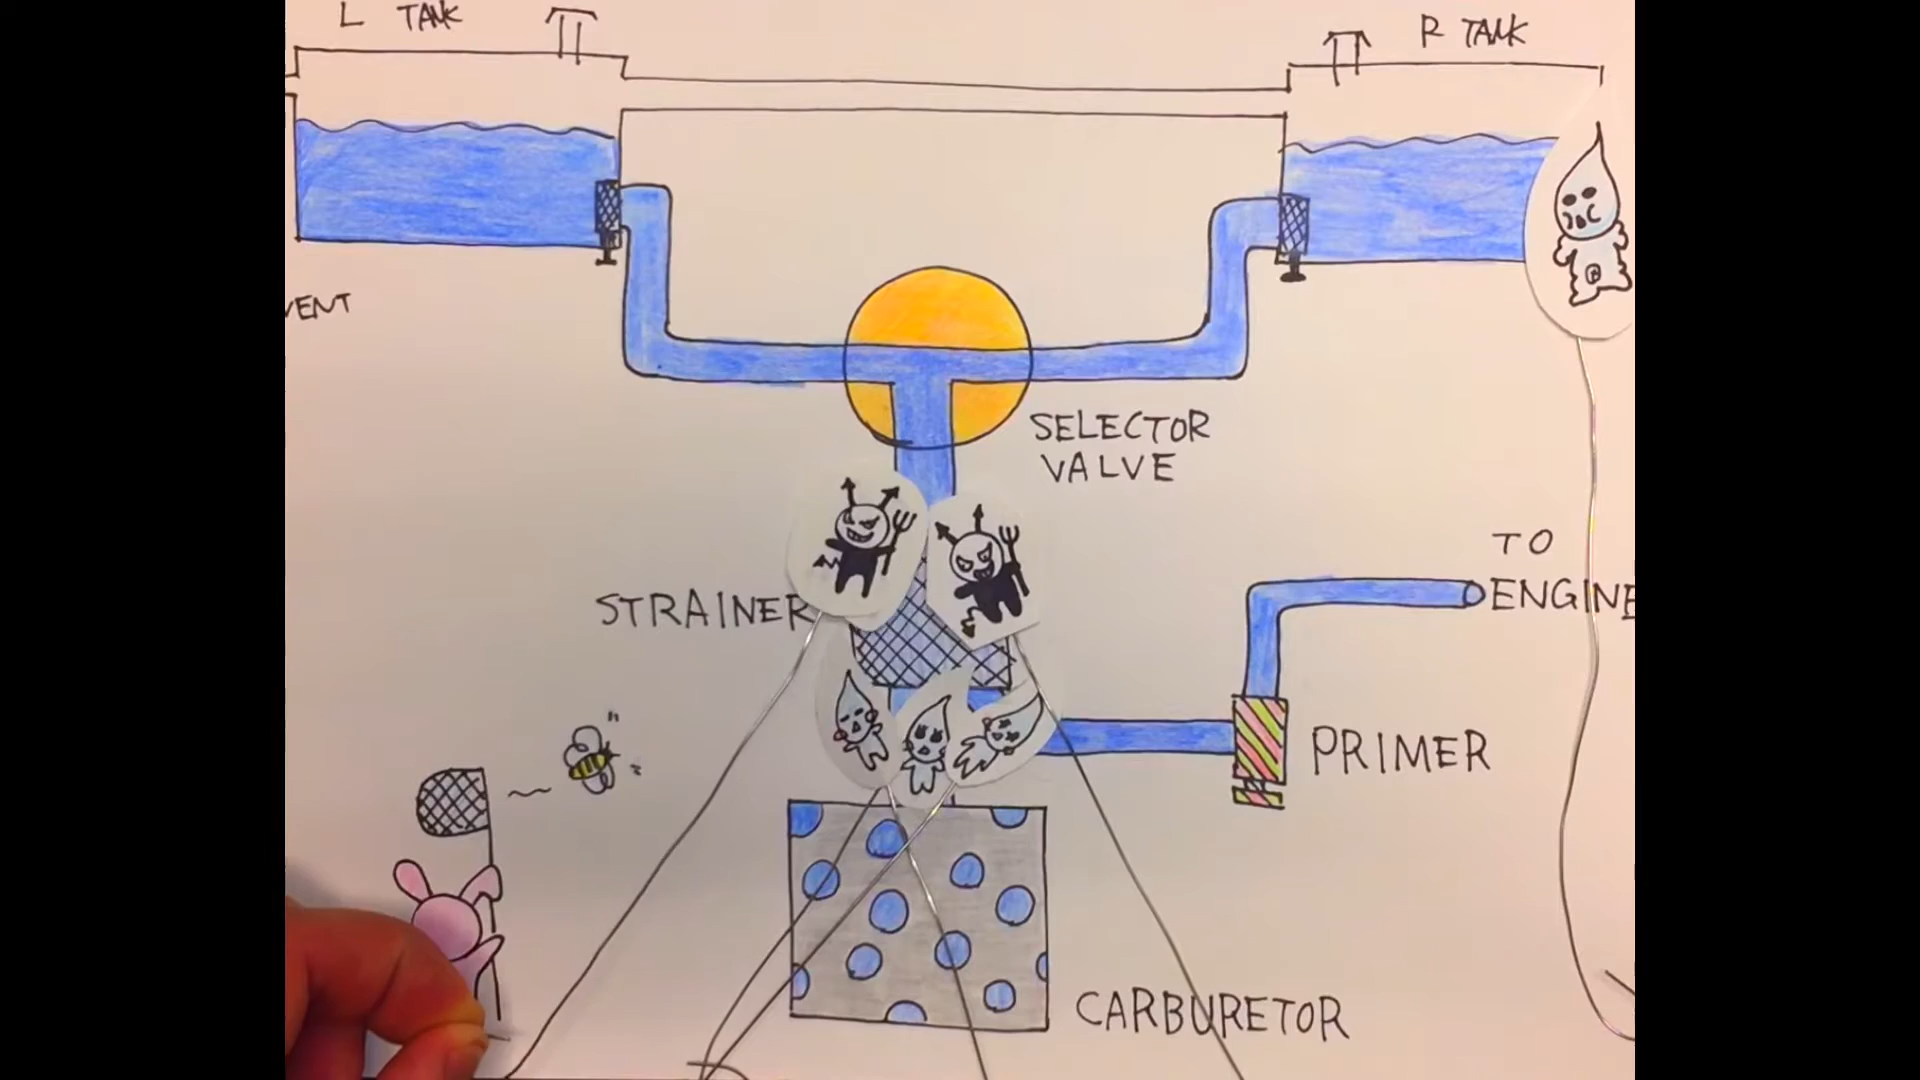 L TANK
R TANK
VENT
SELECTOR
VALVE
TO
ENGINE
STRAINER
PRIMER
CARBURETOR